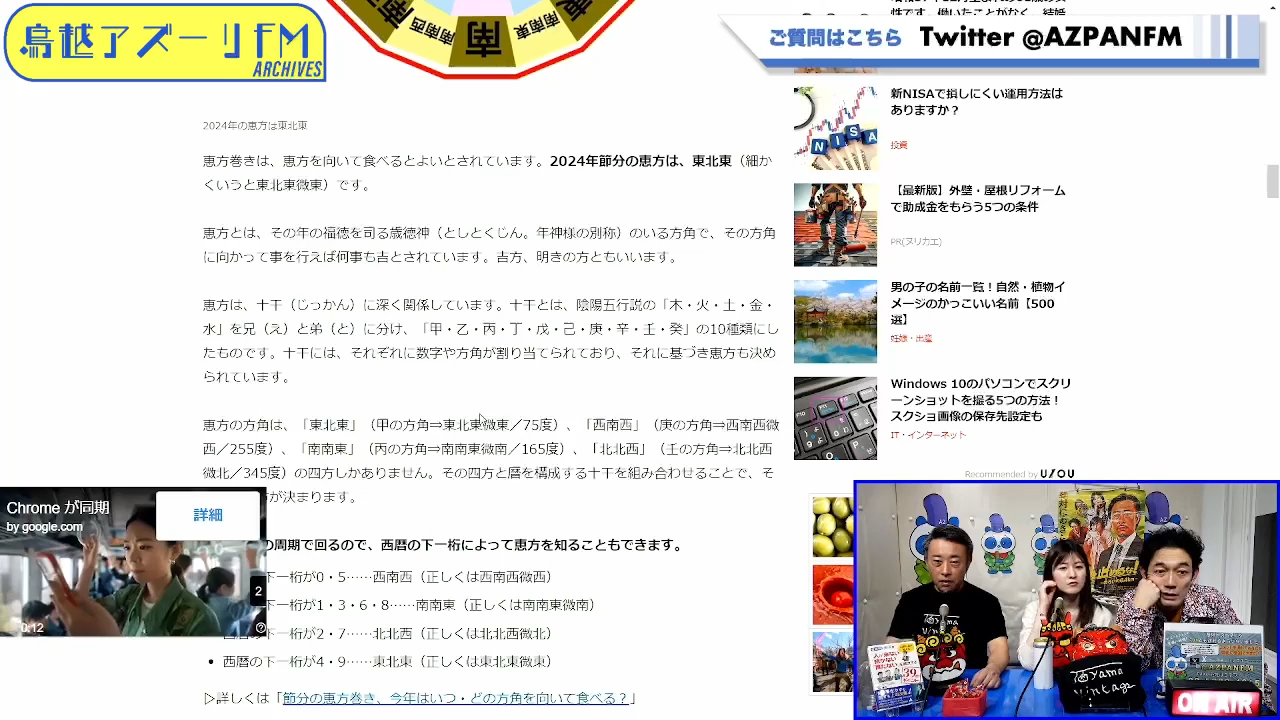 鳥越アズーリFM
ARCHIVES
南南西
南
南南東
ご質問はこちら Twitter @AZPANFM
2024年の恵方は東北東
恵方巻きは、恵方を向いて食べるとよいとされています。2024年節分の恵方は、東北東（細か
くいうと東北東微東）です。
恵方とは、その年の福徳を司る歳徳神（としとくじん。年神様の別称）のいる方角で、その方角
に向かって事を行えば何事も吉とされています。吉方、明きの方ともいいます。
恵方は、十干（じっかん）に深く関係しています。十干とは、陰陽五行説の「木・火・土・金・
水」を兄（え）と弟（と）に分け、「甲・乙・丙・丁・戊・己・庚・辛・壬・癸」の10種類にし
たものです。十干には、それぞれに数字や方角が割り当てられており、それに基づき恵方も決め
られています。
恵方の方角は、「東北東」（甲の方角⇒東北東微東／75度）、「西南西」（庚の方角⇒西南西微
西／255度）、「南南東」（丙の方角⇒南南東微南／165度）、「北北西」（壬の方角⇒北北西
微北／345度）の四方しかありません。その四方と暦を構成する十干を組み合わせることで、そ
が決まります。
の周期で回るので、西暦の下一桁によって恵方を知ることもできます。
下一桁が0・5……西南西（正しくは西南西微西）
下一桁が1・3・6・8……南南東（正しくは南南東微南）
下一桁が2・7……北北西（正しくは北北西微北）
西暦の下一桁が4・9……東北東（正しくは東北東微東）
▷詳しくは「節分の恵方巻き、今年はいつ・どの方角を向いて食べる？」
Chrome が同期
by google.com
詳細
2
0:12
新NISAで損しにくい運用方法は
ありますか？
投資
NISA
【最新版】外壁・屋根リフォーム
で助成金をもらう5つの条件
PR(ヌリカエ)
男の子の名前一覧！自然・植物イ
メージのかっこいい名前【500
選】
妊娠・出産
Windows 10のパソコンでスクリ
ーンショットを撮る5つの方法！
スクショ画像の保存先設定も
IT・インターネット
Recommended by
AZPANFM
ON AIR